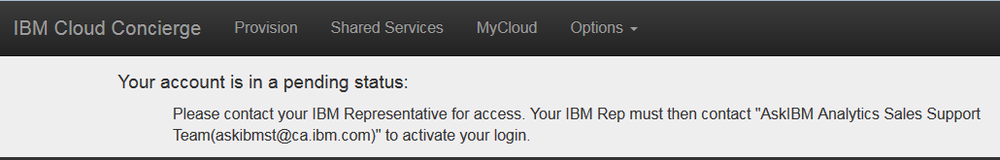 IBM Cloud Concierge Provision Shared Services MyCloud Options
Your account is in a pending status:
Please contact your IBM Representative for access. Your IBM Rep must then contact "AskIBM Analytics Sales Support
Team(askibmst@ca.ibm.com)" to activate your login.